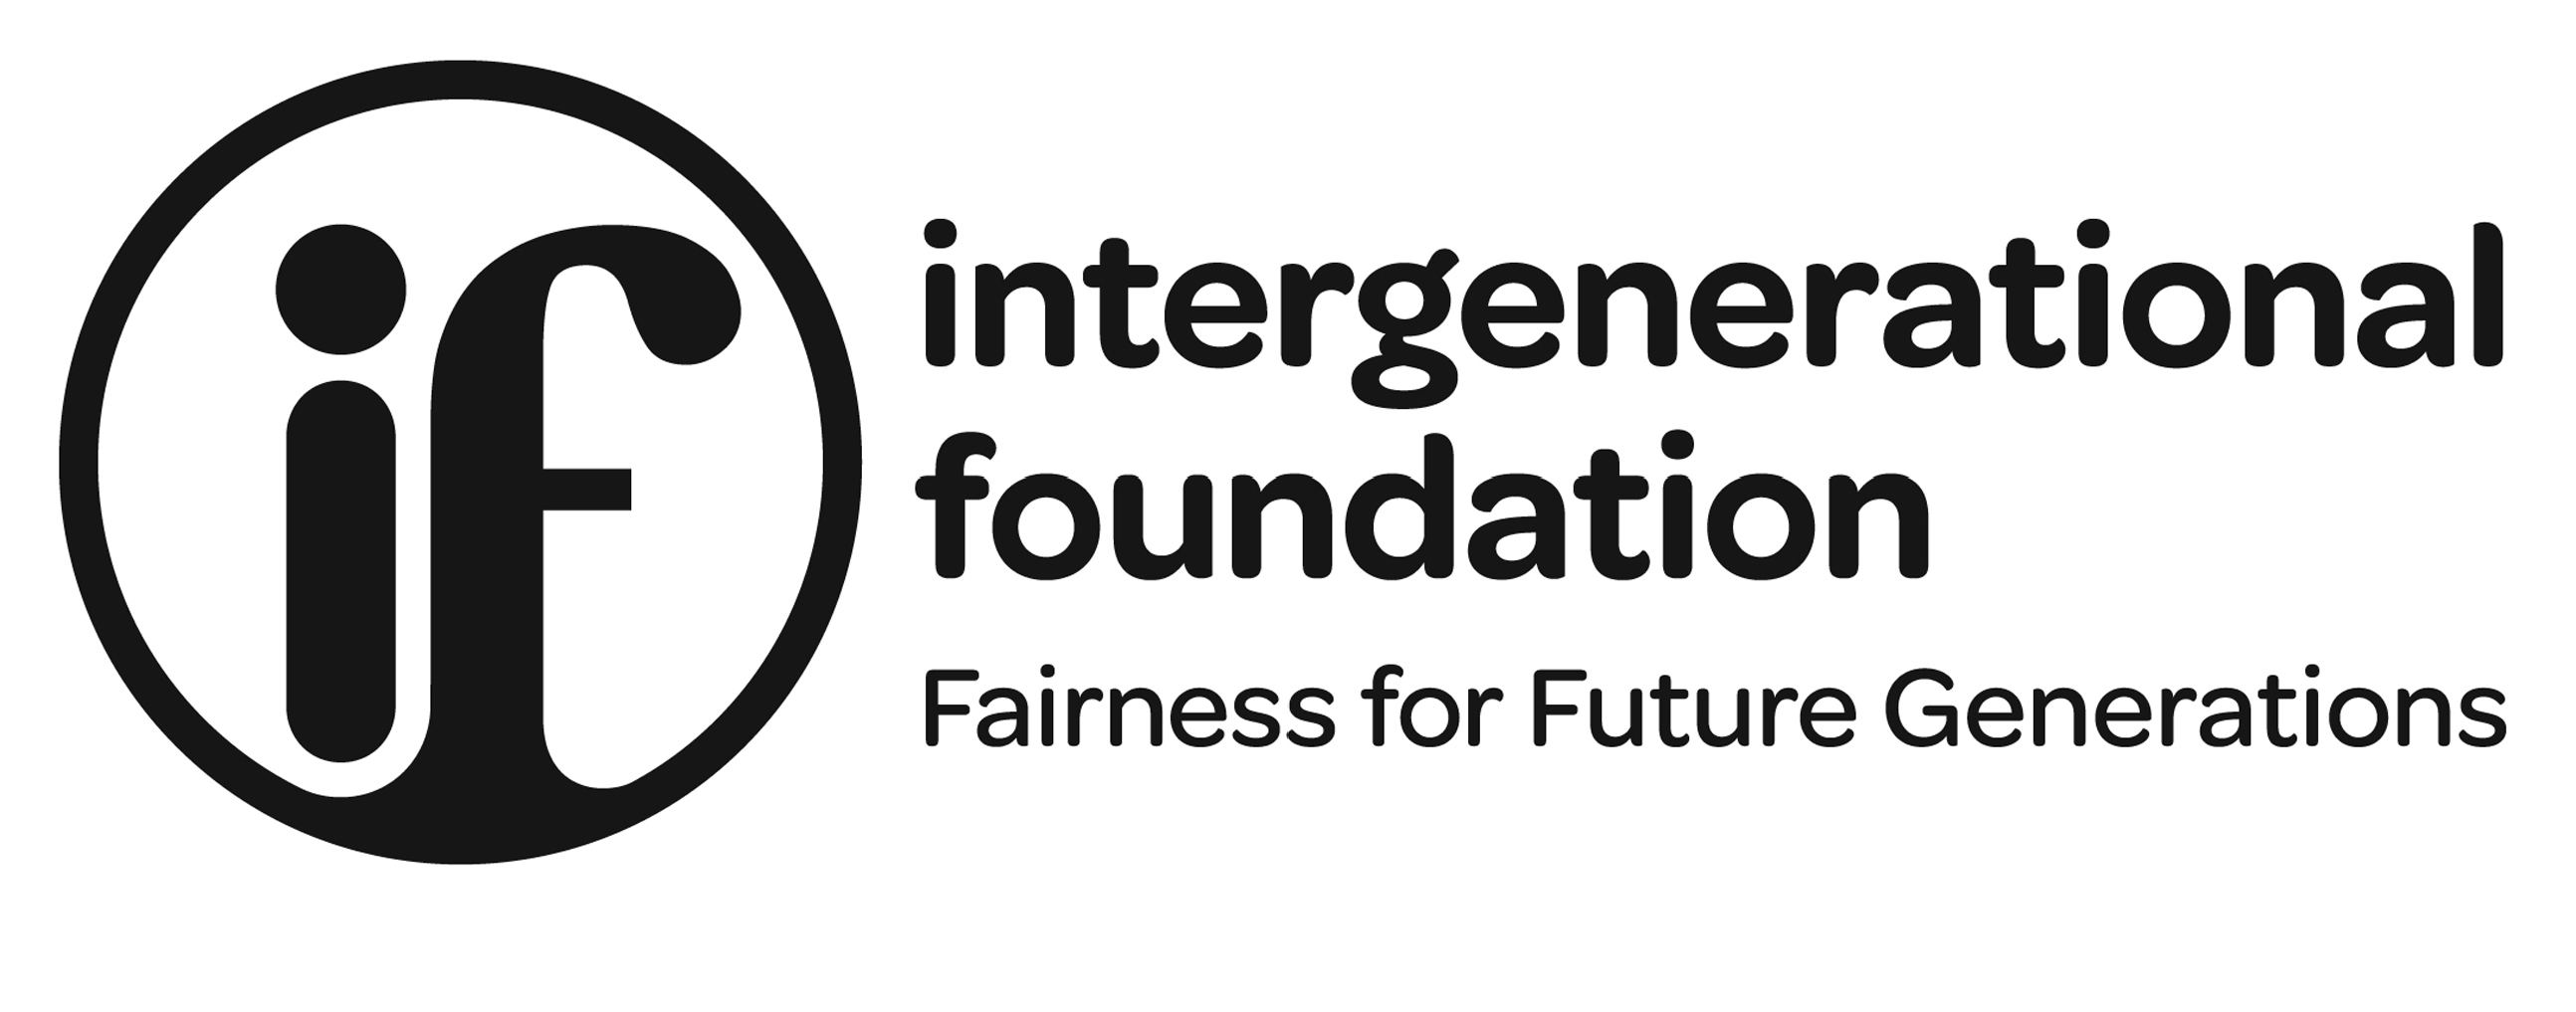 if
intergenerational
foundation
Fairness for Future Generations